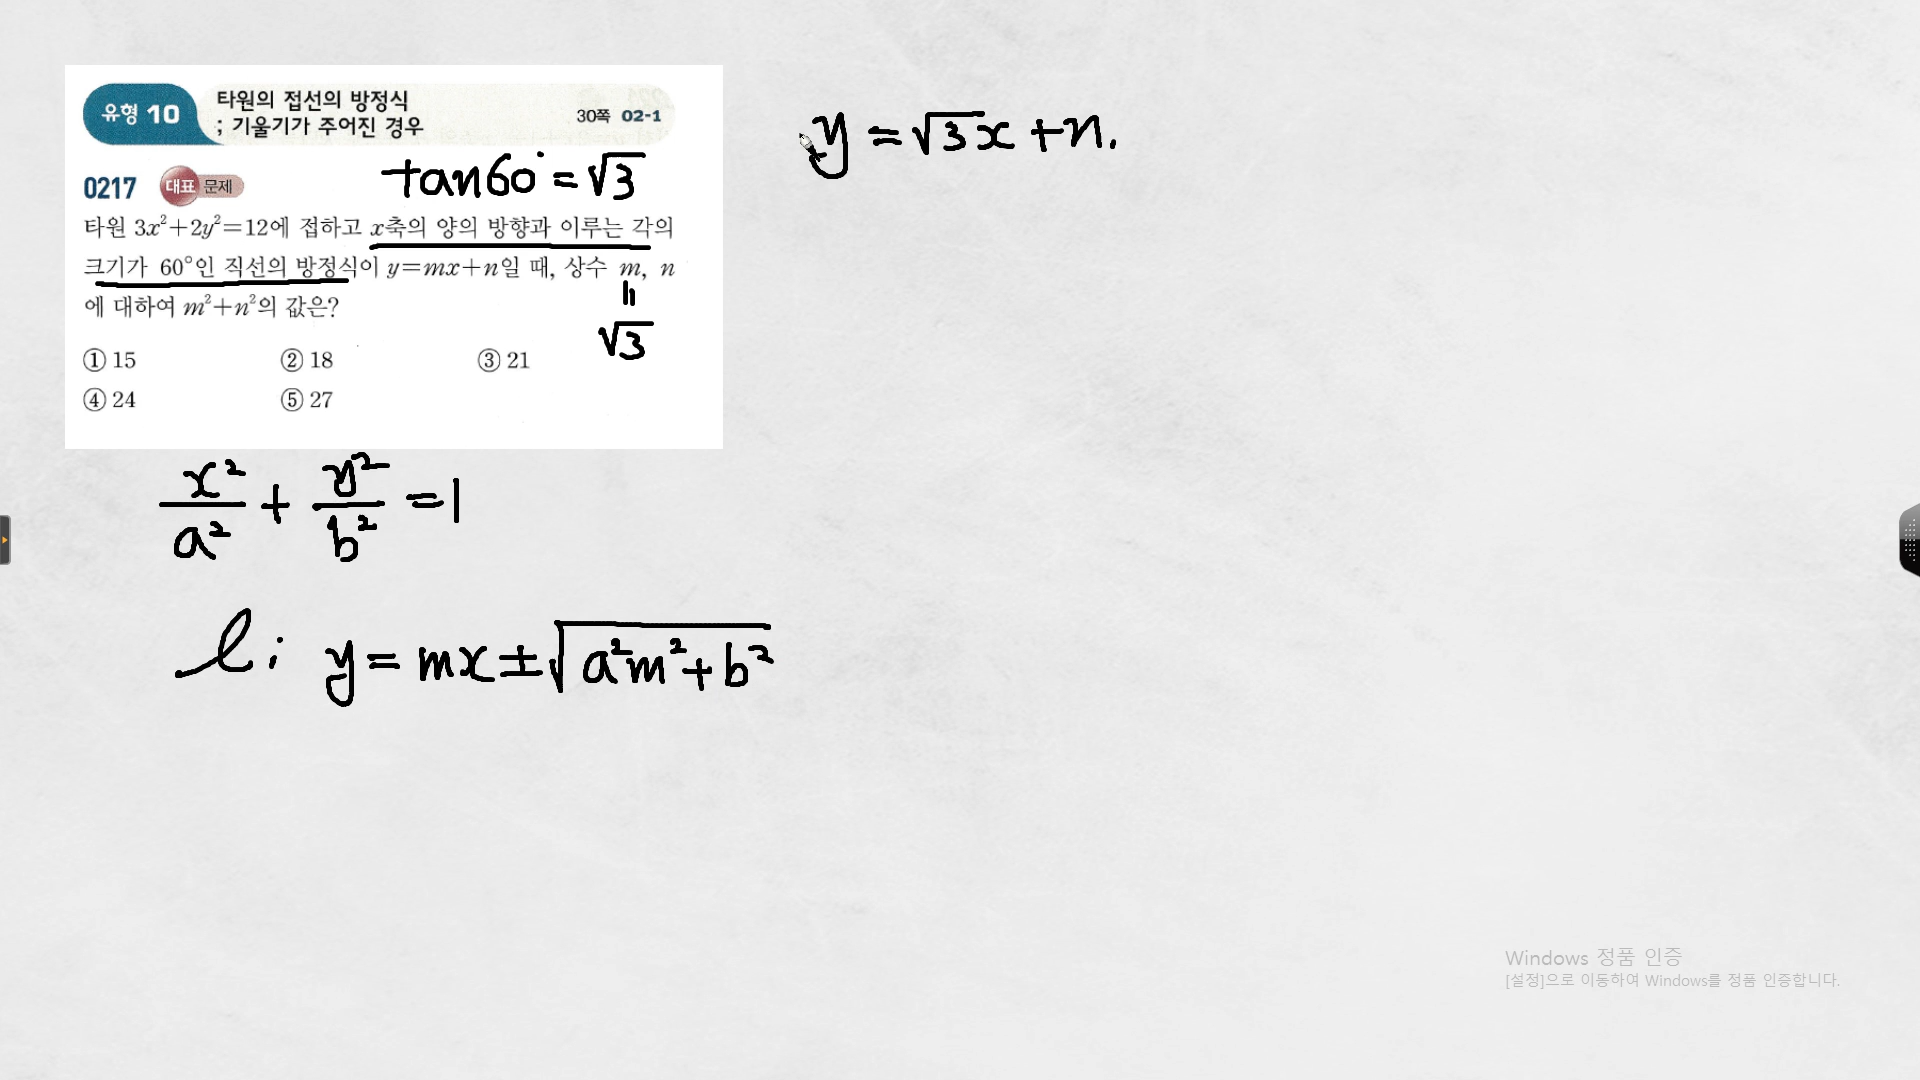 유형 10 타원의 접선의 방정식
; 기울기가 주어진 경우 30쪽 02-1
0217 대표 문제
tan60° = √3
타원 3x²+2y²=12에 접하고 x축의 양의 방향과 이루는 각의
크기가 60°인 직선의 방정식이 y=mx+n일 때, 상수 m, n
에 대하여 m²+n²의 값은?
=
√3
① 15 ② 18 ③ 21
④ 24 ⑤ 27
x²/a² + y²/b² = 1
l: y = mx ± √(a²m²+b²)
y = √3x + n.
Windows 정품 인증
[설정]으로 이동하여 Windows를 정품 인증합니다.